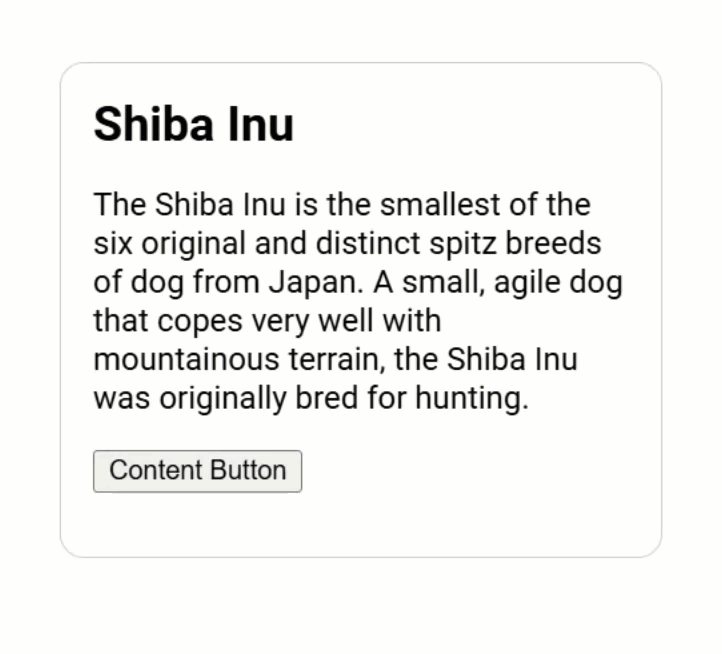 Shiba Inu
The Shiba Inu is the smallest of the
six original and distinct spitz breeds
of dog from Japan. A small, agile dog
that copes very well with
mountainous terrain, the Shiba Inu
was originally bred for hunting.
Content Button